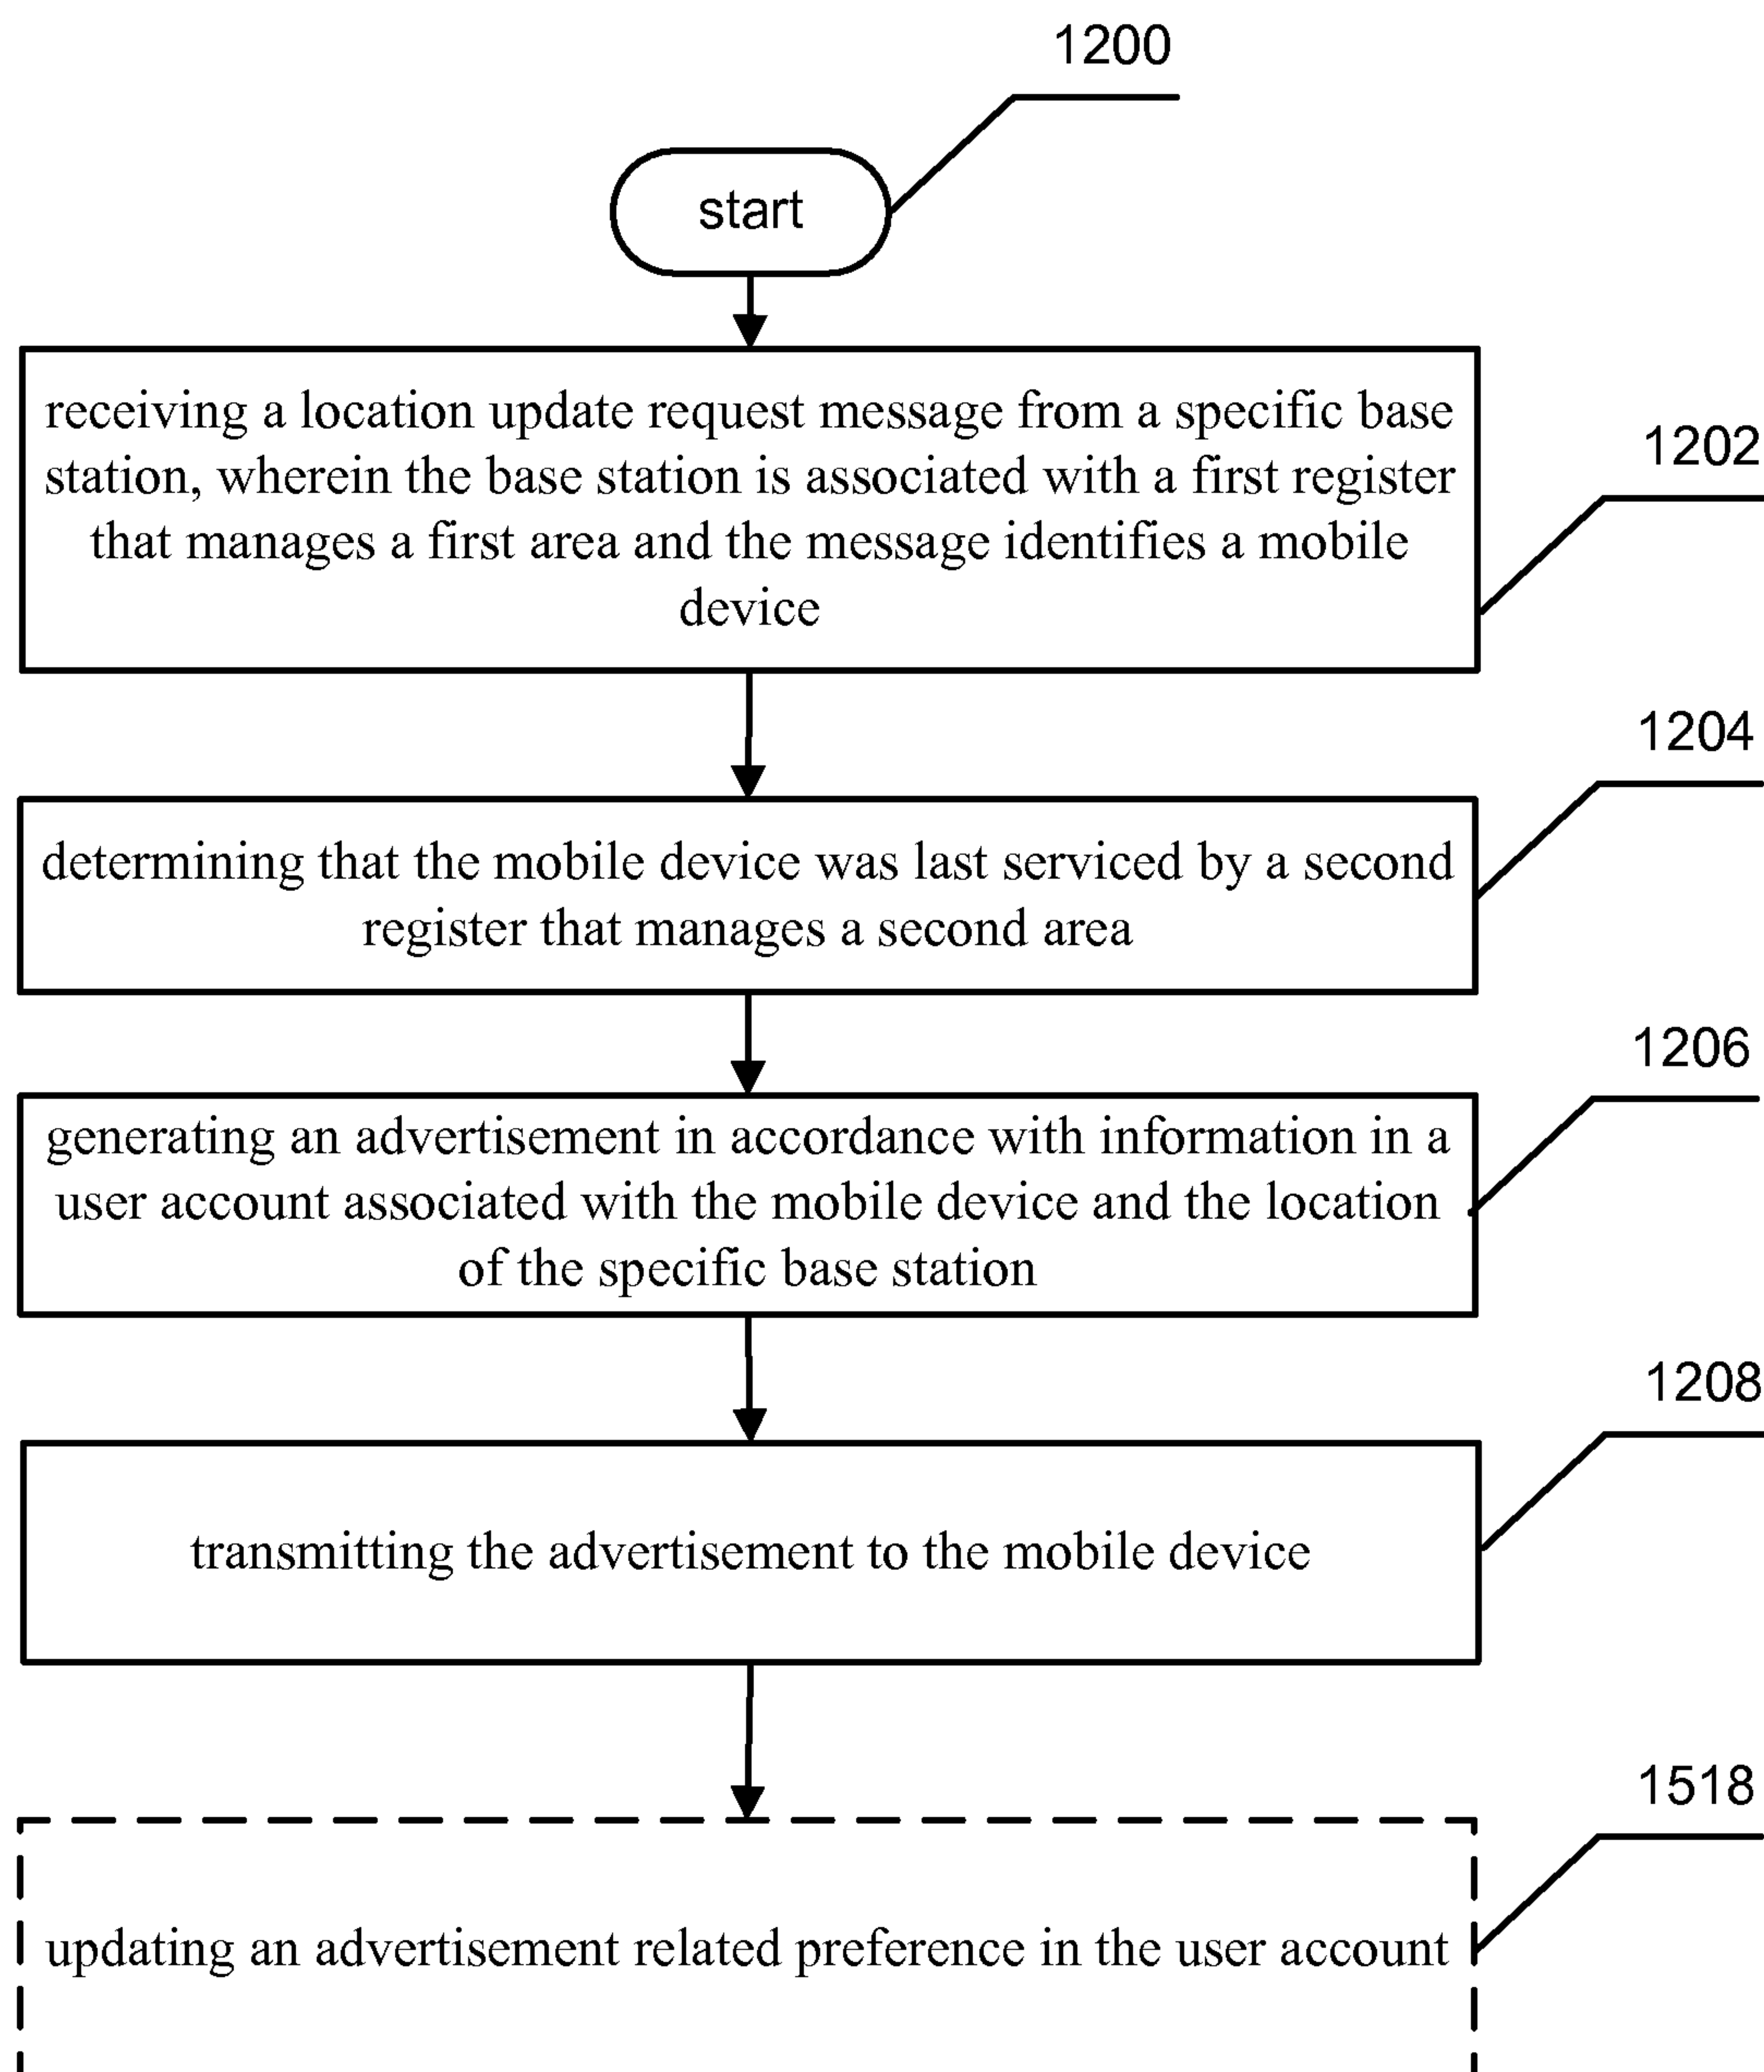 1200
start
receiving a location update request message from a specific base
station, wherein the base station is associated with a first register
that manages a first area and the message identifies a mobile
device
1202
determining that the mobile device was last serviced by a second
register that manages a second area
1204
generating an advertisement in accordance with information in a
user account associated with the mobile device and the location
of the specific base station
1206
transmitting the advertisement to the mobile device
1208
updating an advertisement related preference in the user account
1518